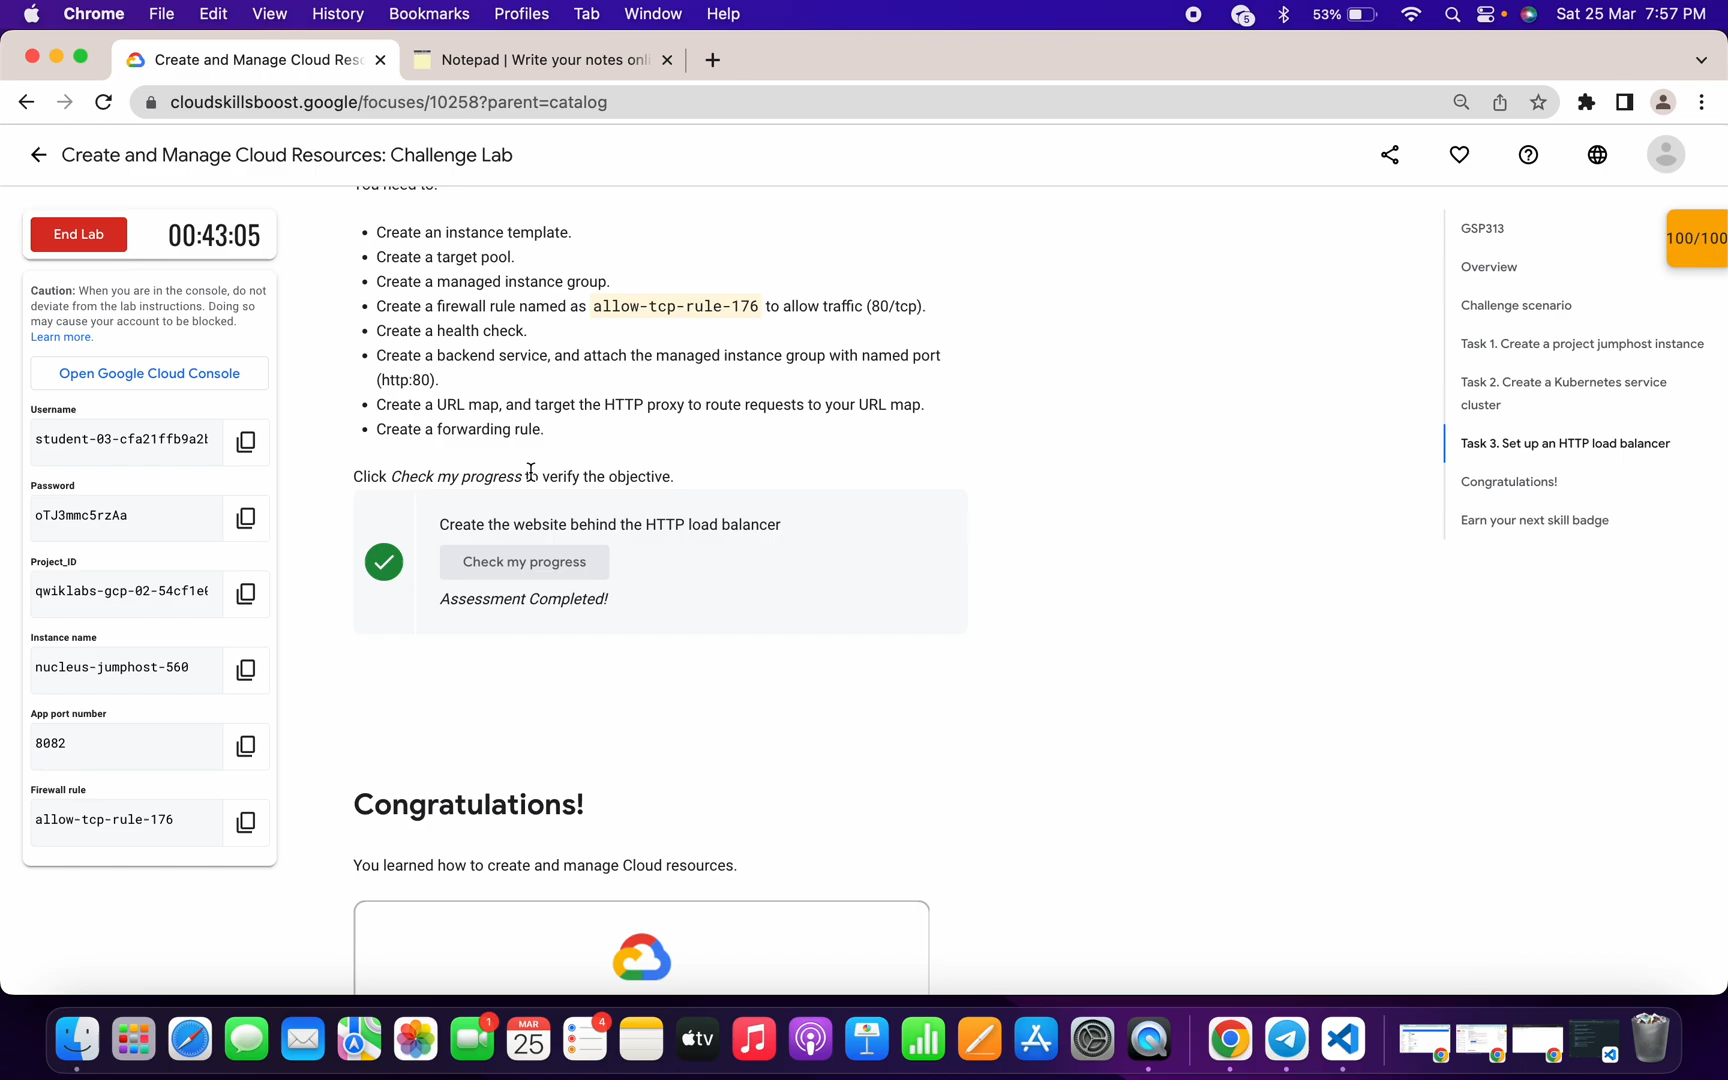 Chrome File Edit View History Bookmarks Profiles Tab Window Help
5 53% Sat 25 Mar 7:57 PM
Create and Manage Cloud Res
Notepad | Write your notes onl
cloudskillsboost.google/focuses/10258?parent=catalog
Create and Manage Cloud Resources: Challenge Lab
End Lab
00:43:05
Caution: When you are in the console, do not
deviate from the lab instructions. Doing so
may cause your account to be blocked.
Learn more.
Open Google Cloud Console
Username
student-03-cfa21ffb9a2b
Password
oTJ3mmc5rzAa
Project_ID
qwiklabs-gcp-02-54cf1e
Instance name
nucleus-jumphost-560
App port number
8082
Firewall rule
allow-tcp-rule-176
You need to:
• Create an instance template.
• Create a target pool.
• Create a managed instance group.
• Create a firewall rule named as allow-tcp-rule-176 to allow traffic (80/tcp).
• Create a health check.
• Create a backend service, and attach the managed instance group with named port
(http:80).
• Create a URL map, and target the HTTP proxy to route requests to your URL map.
• Create a forwarding rule.
Click Check my progress to verify the objective.
Create the website behind the HTTP load balancer
Check my progress
Assessment Completed!
Congratulations!
You learned how to create and manage Cloud resources.
GSP313
Overview
Challenge scenario
Task 1. Create a project jumphost instance
Task 2. Create a Kubernetes service
cluster
Task 3. Set up an HTTP load balancer
Congratulations!
Earn your next skill badge
100/100
1
MAR
25
4
tv